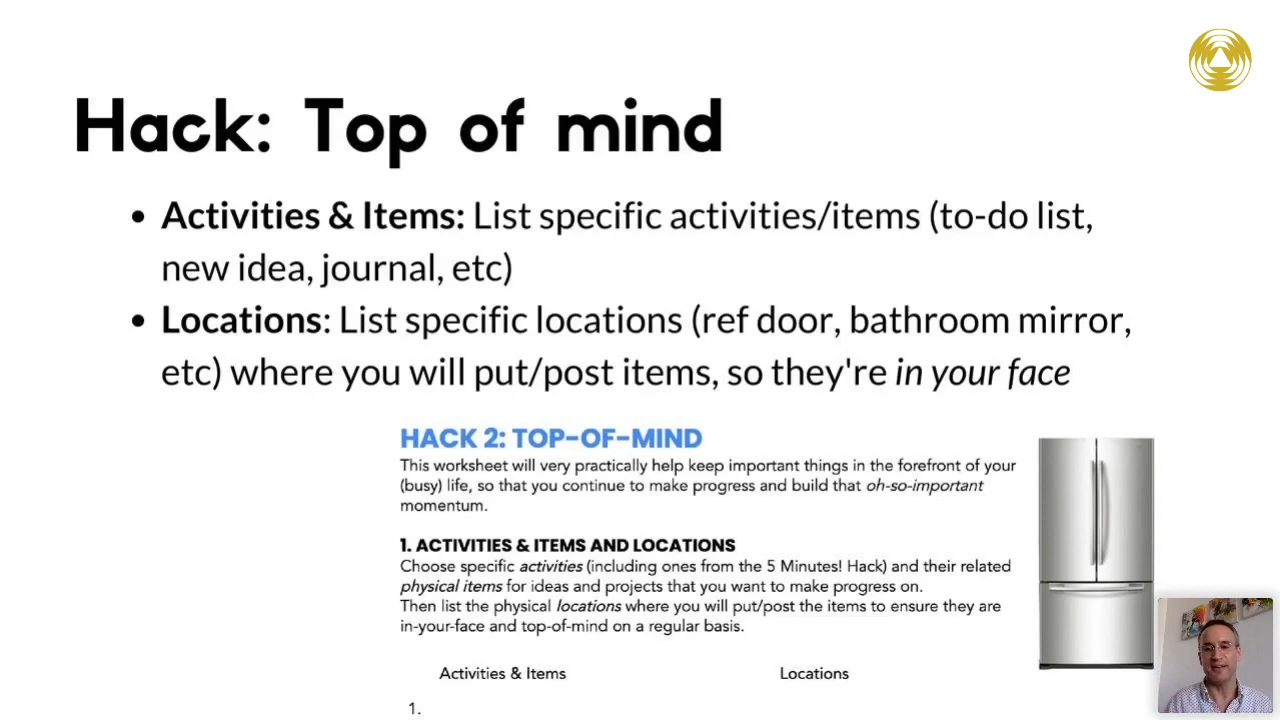 Hack: Top of mind
• Activities & Items: List specific activities/items (to-do list,
new idea, journal, etc)
• Locations: List specific locations (ref door, bathroom mirror,
etc) where you will put/post items, so they're in your face
HACK 2: TOP-OF-MIND
This worksheet will very practically help keep important things in the forefront of your
(busy) life, so that you continue to make progress and build that oh-so-important
momentum.
1. ACTIVITIES & ITEMS AND LOCATIONS
Choose specific activities (including ones from the 5 Minutes! Hack) and their related
physical items for ideas and projects that you want to make progress on.
Then list the physical locations where you will put/post the items to ensure they are
in-your-face and top-of-mind on a regular basis.
Activities & Items Locations
1.